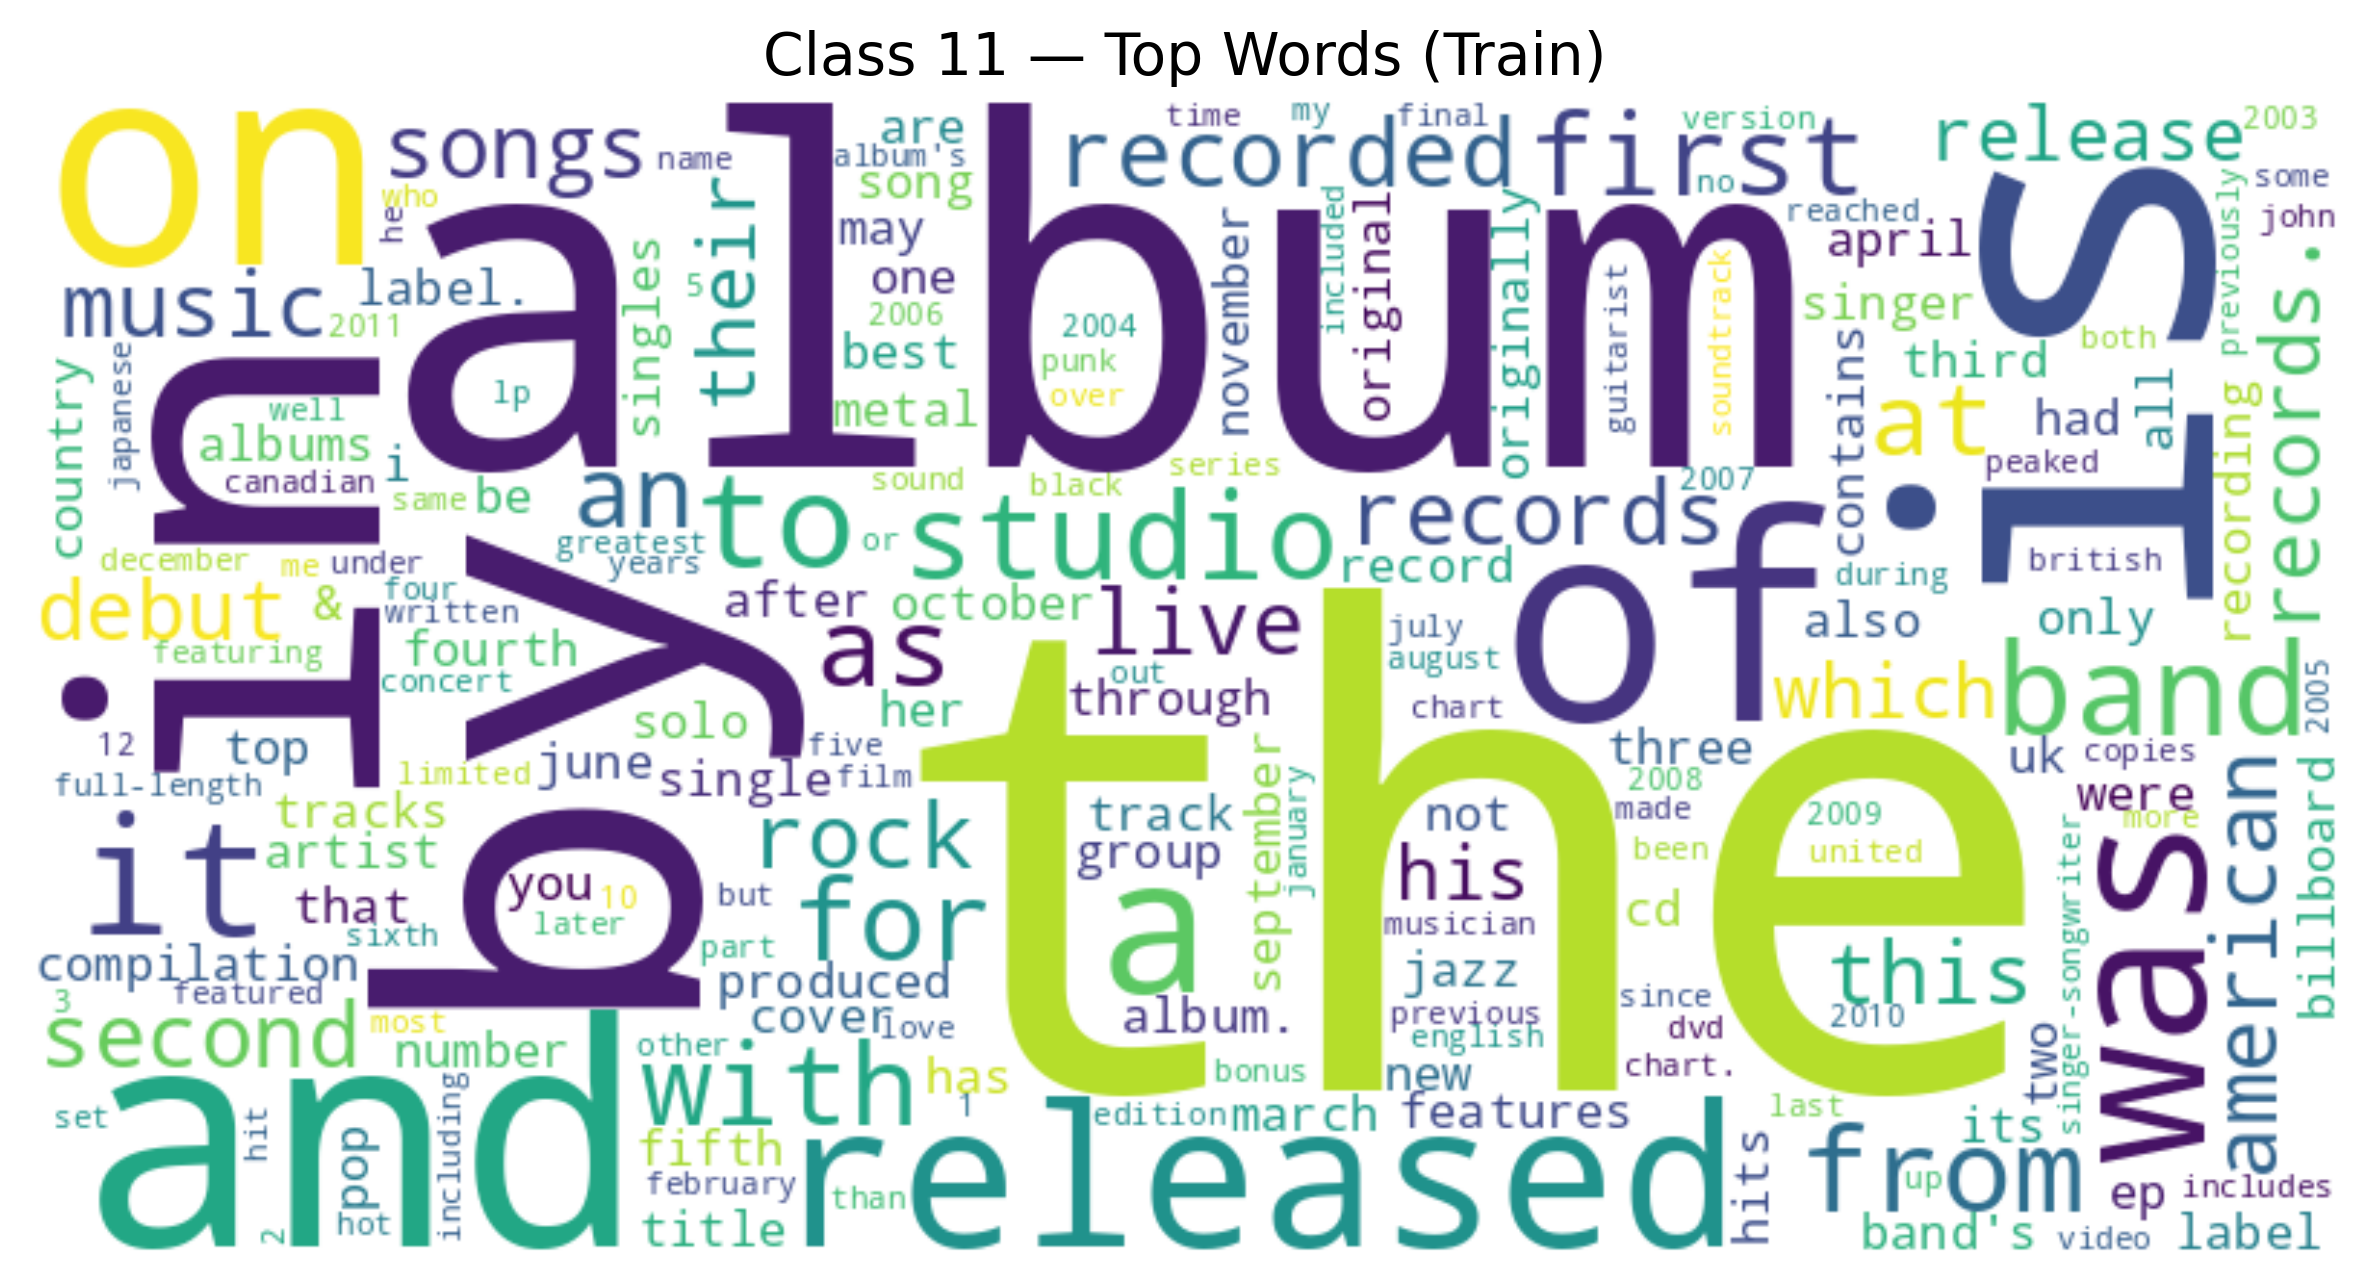 Class 11 — Top Words (Train)
on
songs
name
who
he
are
album's
song
their
album
recorded
time
my
final
first
version
no
release
2003
some
john
previously
reached
april
is
music
label.
2011
singles
5
may
one
2006
best
metal
2004
punk
over
november
included
original
originally
guitarist
soundtrack
singer
third
both
contains
at
had
all
peaked
recording
records.
country
japanese
well
albums
canadian
in
lp
i
same
be
an
to
sound
black
series
2007
greatest
years
or
studio
records
record
of
during
british
only
december
me
under
debut
&
four
written
featuring
fourth
concert
by
after
october
as
live
out
through
her
july
august
chart
also
which
band
2005
solo
12
top
full-length
limited
june
single
five
film
the
three
2008
uk
copies
were
more
american
billboard
tracks
it
artist
that
sixth
you
10
later
rock
but
for
part
track
group
a
september
january
not
his
musician
made
been
cd
2009
united
this
2010
singer-songwriter
was
compilation
featured
3
second
most
number
produced
cover
love
album.
jazz
previous
english
since
dvd
chart.
two
and
set
hit
pop
hot
2
including
other
with
has
bonus
1
new
edition
march
features
last
its
fifth
february
than
title
released
hits
from
up
band's
video
ep
includes
label